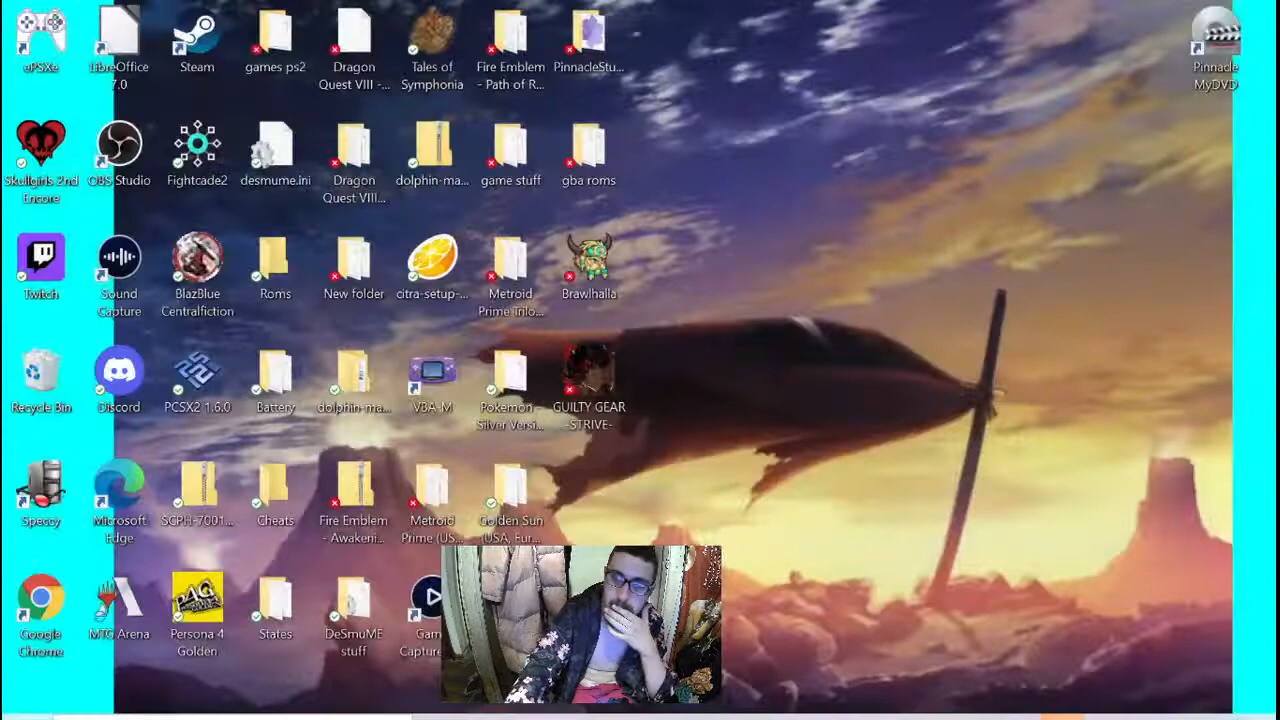 ePSXe
LibreOffice
7.0
Steam
games ps2
Dragon
Quest VIII -...
Tales of
Symphonia
Fire Emblem
- Path of R...
PinnacleStu...
Pinnacle
MyDVD
Skullgirls 2nd
Encore
OBS Studio
Fightcade2
desmume.ini
Dragon
Quest VIII...
dolphin-ma...
game stuff
gba roms
Twitch
Sound
Capture
BlazBlue
Centralfiction
Roms
New folder
citra-setup-...
Metroid
Prime Trilo...
Brawlhalla
Recycle Bin
Discord
PCSX2 1.6.0
Battery
dolphin-ma...
VBA-M
Pokemon -
Silver Versi...
GUILTY GEAR
-STRIVE-
Speccy
Microsoft
Edge
SCPH-7001...
Cheats
Fire Emblem
- Awakeni...
Metroid
Prime (US...
Golden Sun
(USA, Eur...
Google
Chrome
MTG Arena
P4G
Persona 4
Golden
States
DeSmuME
stuff
Gam
Capture